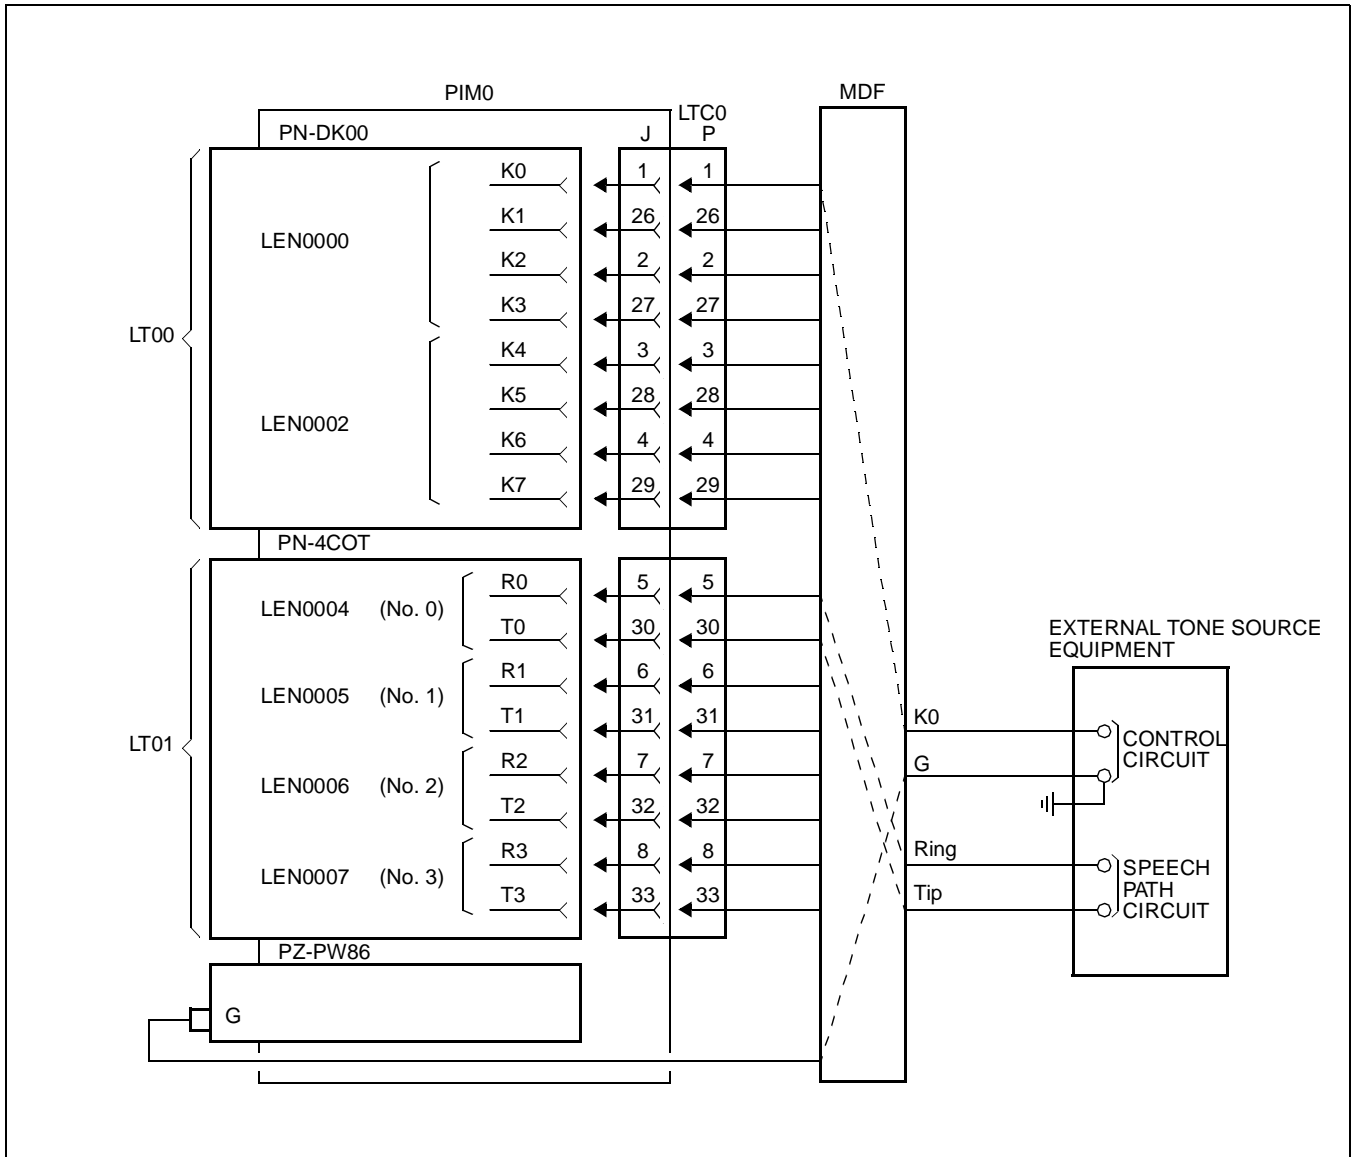 PIM0
MDF
LTC0
PN-DK00
J P
K0 1 1
K1 26 26
LEN0000
K2 2 2
K3 27 27
LT00
K4 3 3
K5 28 28
LEN0002
K6 4 4
K7 29 29
PN-4COT
R0 5 5
LEN0004 (No. 0)
T0 30 30
EXTERNAL TONE SOURCE
EQUIPMENT
R1 6 6
LEN0005 (No. 1)
T1 31 31
K0
LT01
CONTROL
CIRCUIT
R2 7 7
G
LEN0006 (No. 2)
T2 32 32
R3 8 8
Ring
LEN0007 (No. 3)
SPEECH
PATH
CIRCUIT
T3 33 33
Tip
PZ-PW86
G